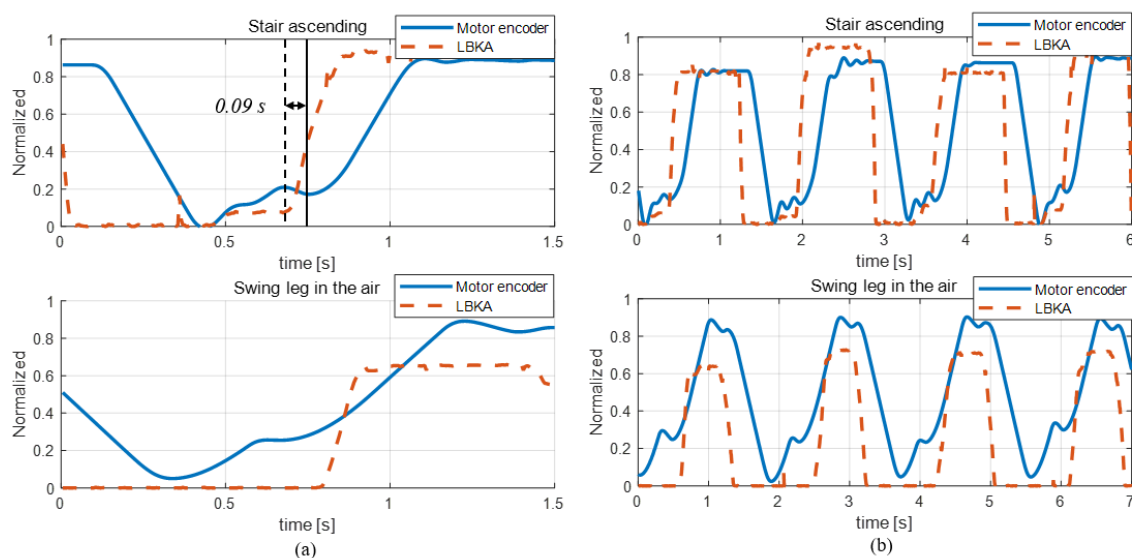 Stair ascending
Motor encoder
LBKA
1
0.8
0.6
0.4
0.2
0
Normalized
0.09 s
0
0.5
1
1.5
time [s]
Swing leg in the air
Motor encoder
LBKA
1
0.8
0.6
0.4
0.2
0
Normalized
0
0.5
1
1.5
time [s]
(a)
Stair ascending
Motor encoder
LBKA
1
0.8
0.6
0.4
0.2
0
Normalized
0
1
2
3
4
5
6
time [s]
Swing leg in the air
Motor encoder
LBKA
1
0.8
0.6
0.4
0.2
0
Normalized
0
1
2
3
4
5
6
7
time [s]
(b)